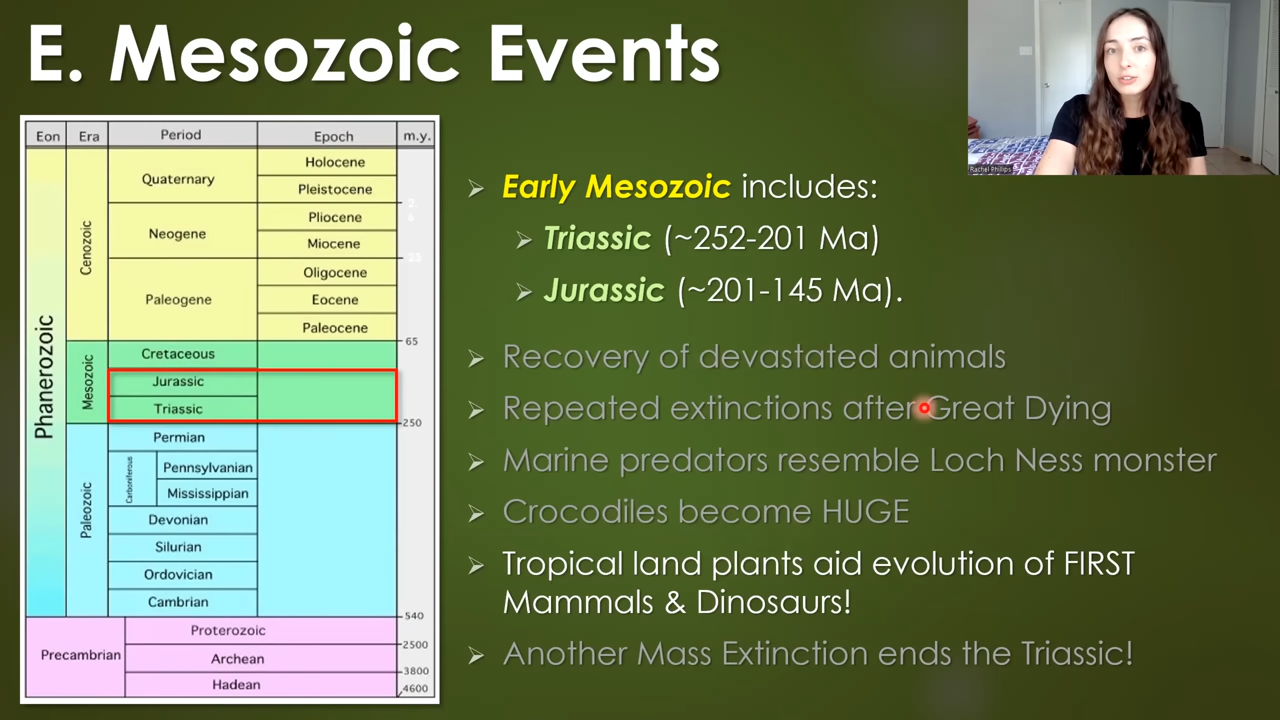 E. Mesozoic Events
Rachel Phillips
Eon Era Period Epoch m.y.
Phanerozoic
Cenozoic
Quaternary
Holocene
Pleistocene
2.
6
Neogene
Pliocene
Miocene
23
Paleogene
Oligocene
Eocene
Paleocene
65
Mesozoic
Cretaceous
Jurassic
Triassic
250
Paleozoic
Permian
Carboniferous
Pennsylvanian
Mississippian
Devonian
Silurian
Ordovician
Cambrian
540
Precambrian
Proterozoic
2500
Archean
3800
Hadean
4600
➢ Early Mesozoic includes:
➢ Triassic (~252-201 Ma)
➢ Jurassic (~201-145 Ma).
➢ Recovery of devastated animals
➢ Repeated extinctions after Great Dying
➢ Marine predators resemble Loch Ness monster
➢ Crocodiles become HUGE
➢ Tropical land plants aid evolution of FIRST
Mammals & Dinosaurs!
➢ Another Mass Extinction ends the Triassic!